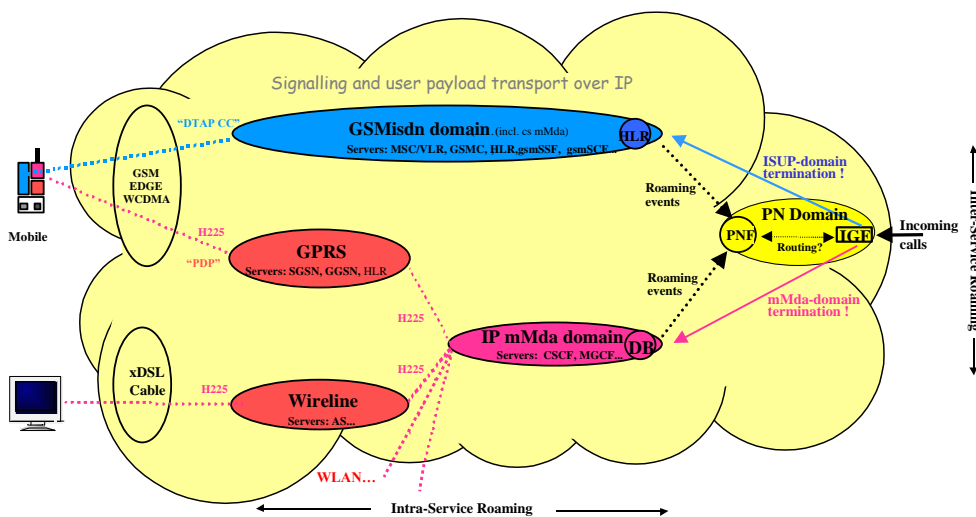 Signalling and user payload transport over IP
"DTAP CC"
GSMisdn domain.(incl. cs mMda)
Servers: MSC/VLR, GSMC, HLR,gsmSSF, gsmSCF...
HLR
ISUP-domain
termination !
GSM
EDGE
WCDMA
Mobile
H225
"PDP"
GPRS
Servers: SGSN, GGSN, HLR
Roaming
events
PN Domain
PNF
Routing?
IGF
Incoming
calls
Inter-Service Roaming
Roaming
events
mMda-domain
termination !
H225
IP mMda domain
Servers: CSCF, MGCF...
DB
xDSL
Cable
H225
H225
Wireline
Servers: AS...
WLAN...
Intra-Service Roaming